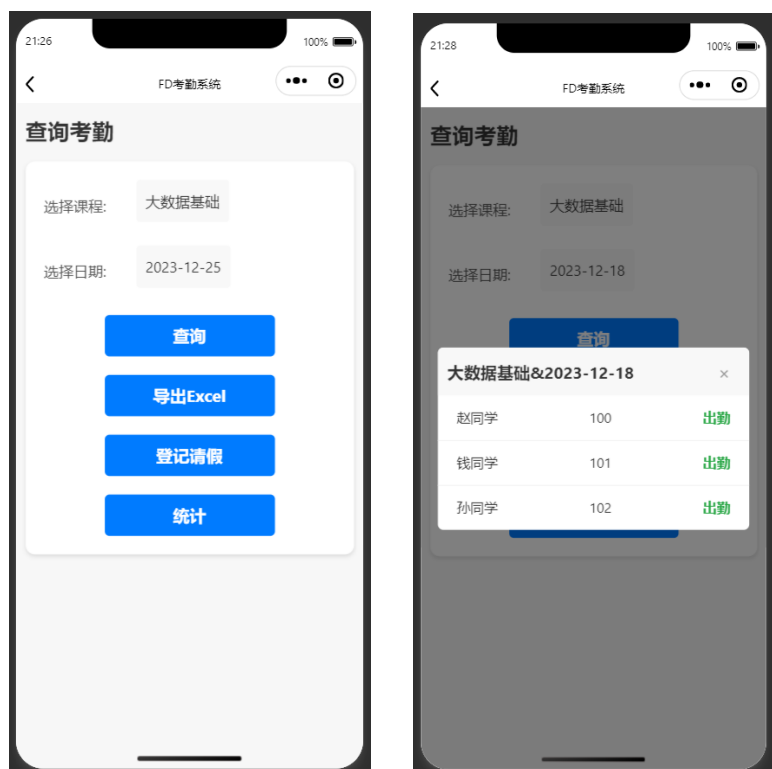 21:26
100%
FD考勤系统
查询考勤
选择课程:
大数据基础
选择日期:
2023-12-25
查询
导出Excel
登记请假
统计
21:28
100%
FD考勤系统
查询考勤
选择课程:
大数据基础
选择日期:
2023-12-18
查询
大数据基础&2023-12-18
×
赵同学 100 出勤
钱同学 101 出勤
孙同学 102 出勤